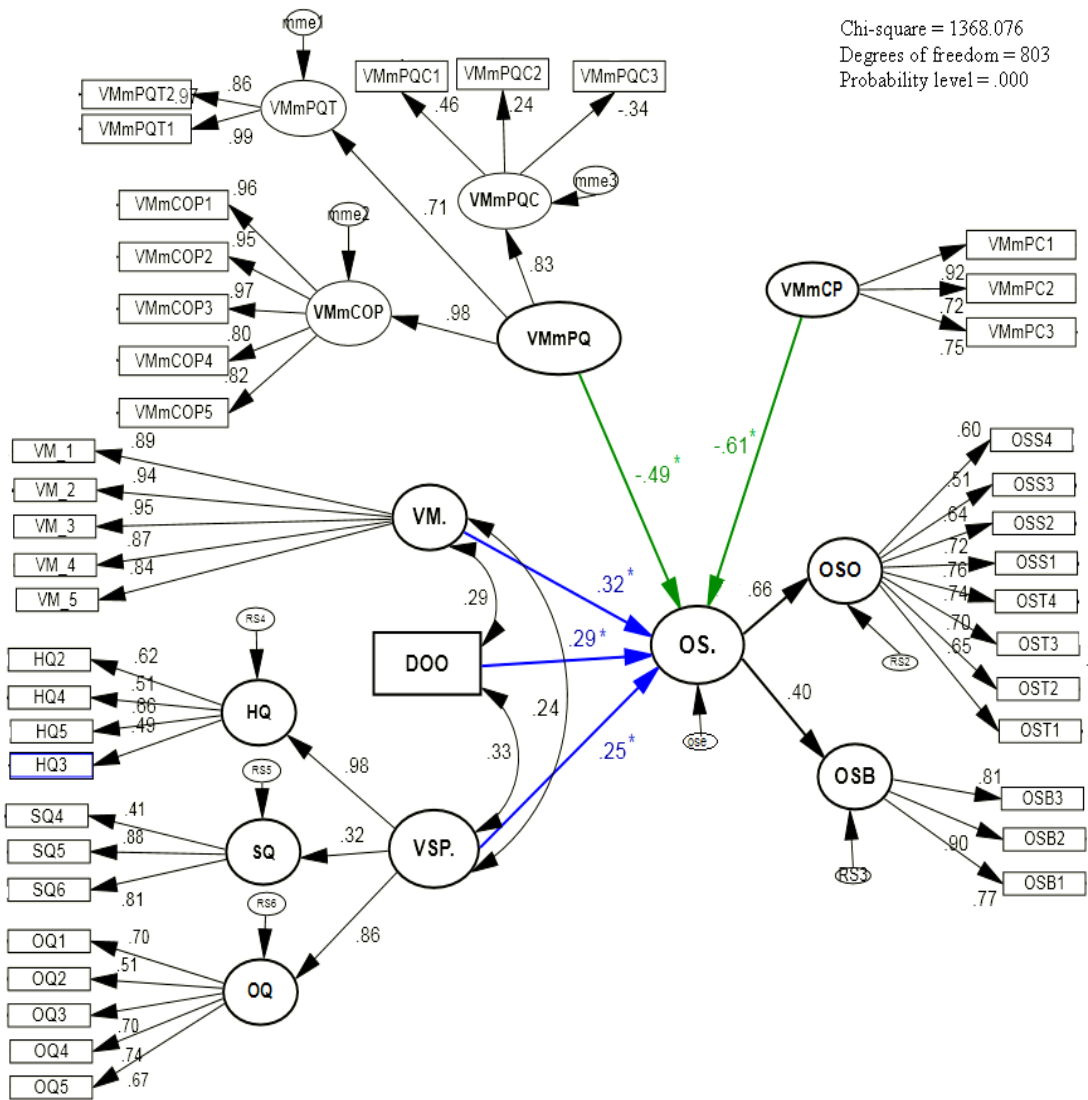 mme1
Chi-square = 1368.076
Degrees of freedom = 803
Probability level = .000
VMmPQC1
VMmPQC2
VMmPQC3
.86
VMmPQT2
.97
VMmPQT
.46
.24
-.34
VMmPQT1
.99
mme3
.96
VMmPQC
VMmCOP1
mme2
.71
.95
VMmCOP2
.83
VMmPC1
.92
VMmCP
VMmPC2
.97
VMmCOP3
VMmCOP
.98
VMmPQ
.72
VMmPC3
.75
.80
VMmCOP4
.82
VMmCOP5
.89
VM_1
.94
VM_2
.95
VM_3
.87
VM_4
.84
VM_5
VM.
-.49*
-.61*
.60
OSS4
.51
OSS3
.64
OSS2
.72
OSS1
.76
OST4
.74
OST3
.70
OST2
.65
OST1
OSO
RS2
.32*
.29
.66
.29*
OS.
DOO
.24
.40
ose
.33
.25*
RS4
HQ2
.62
HQ4
.51
HQ5
.66
HQ3
.49
HQ
.98
RS5
SQ4
.41
SQ5
.88
SQ6
.81
SQ
.32
VSP.
OSB
.81
OSB3
OSB2
.90
OSB1
.77
RS3
RS6
.86
OQ1
.70
OQ2
.51
OQ3
.70
OQ4
.74
OQ5
.67
OQ